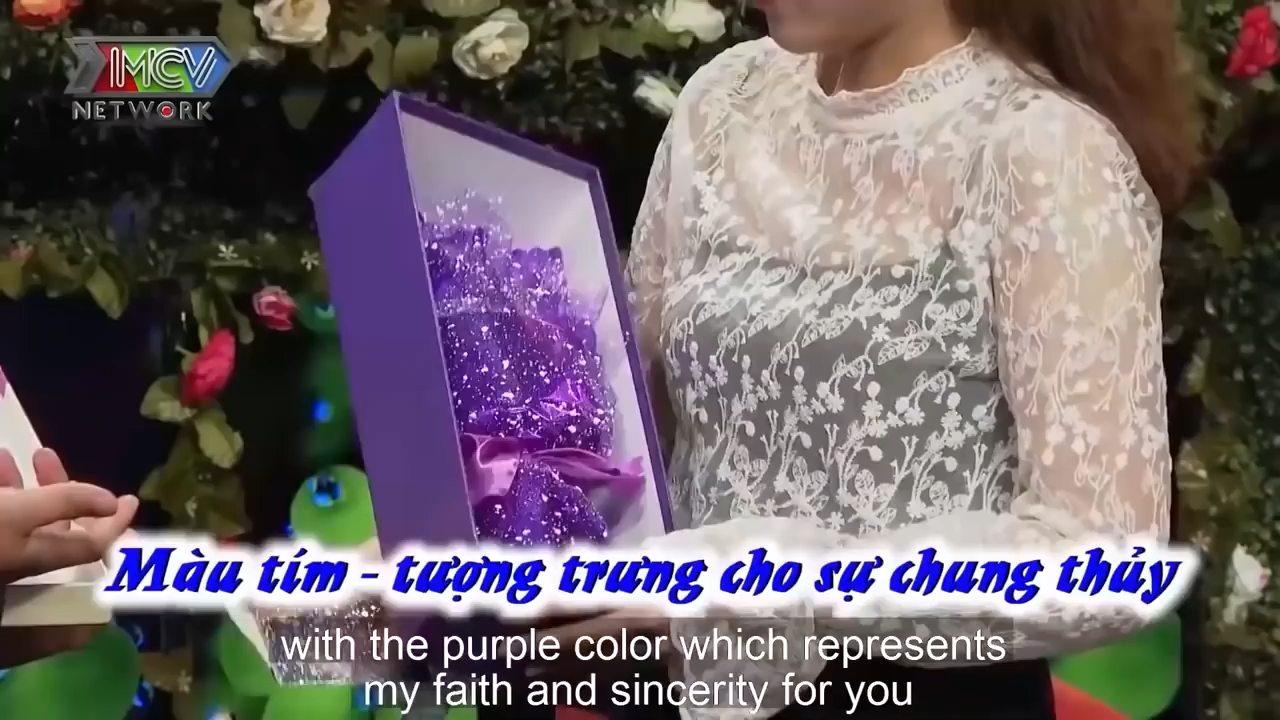 MCV
NETWORK
Màu tím - tượng trưng cho sự chung thủy
with the purple color which represents
my faith and sincerity for you